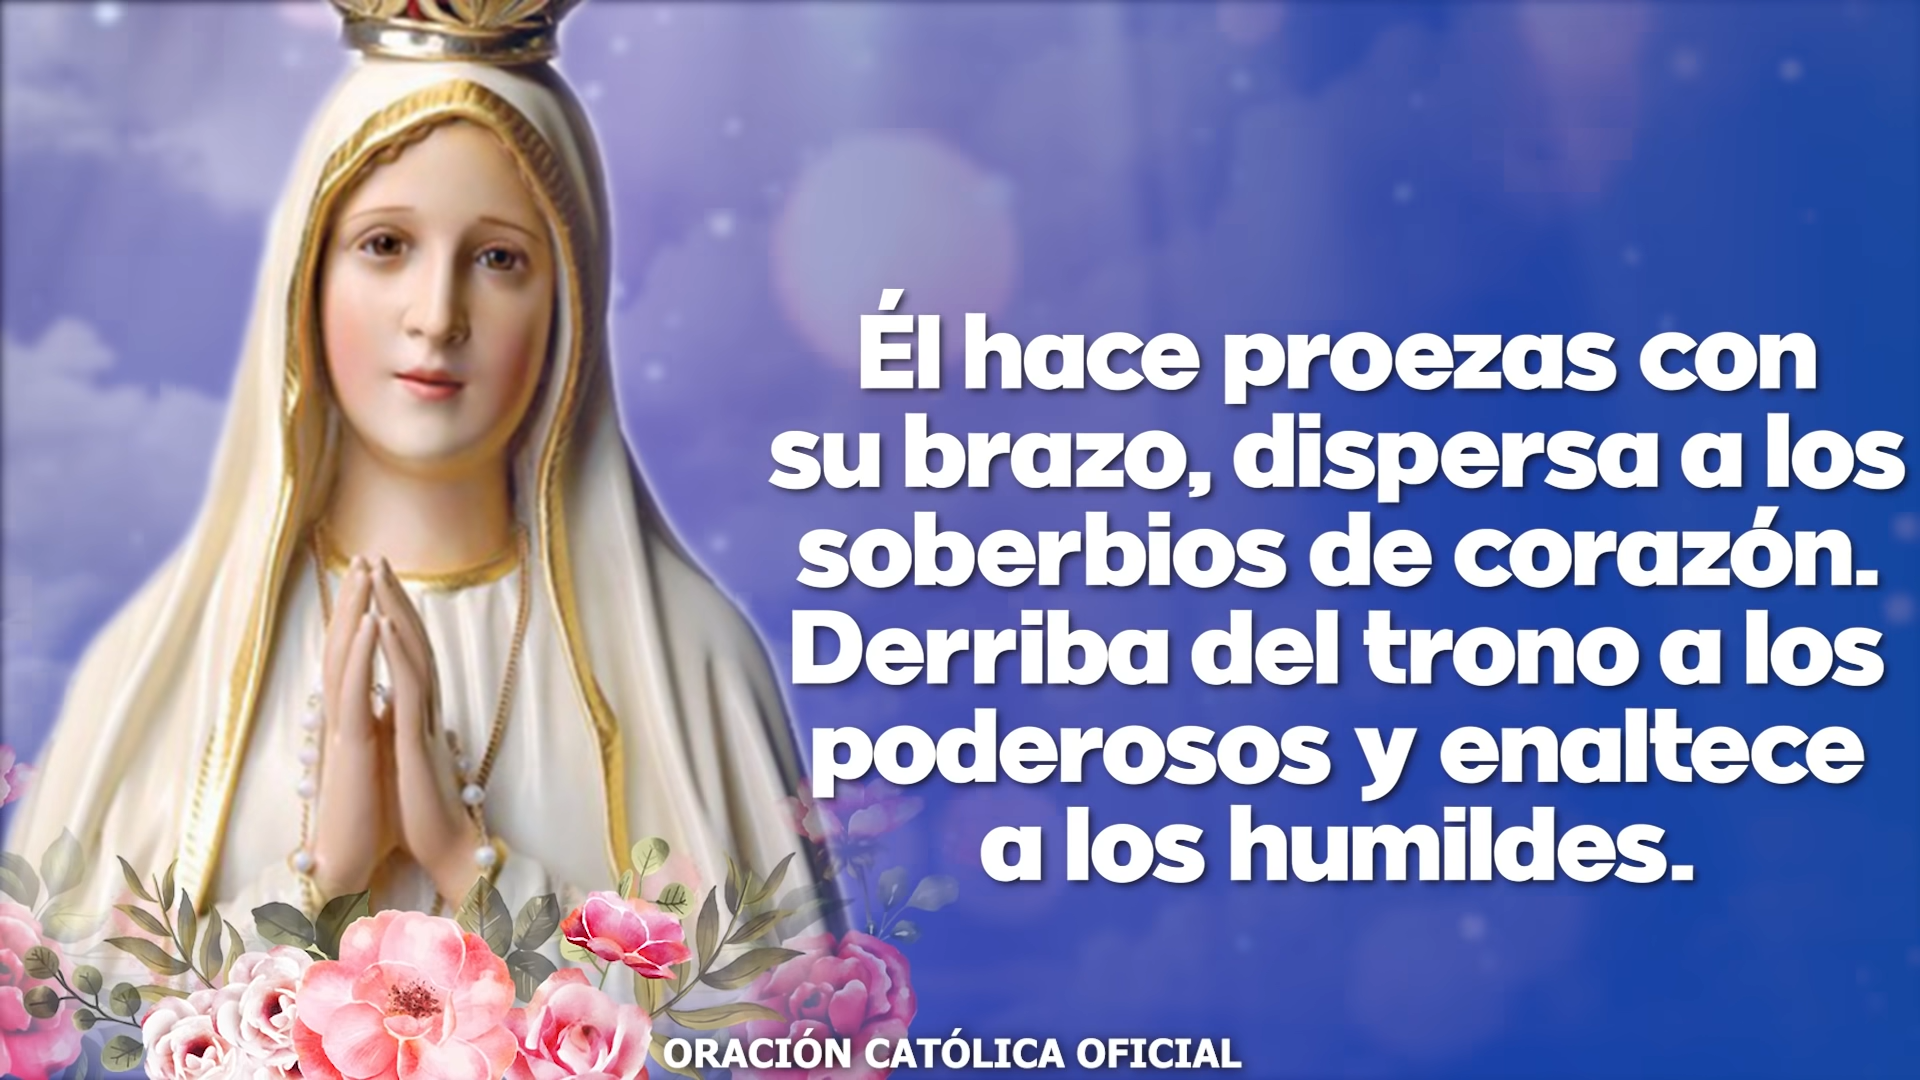 Él hace proezas con
su brazo, dispersa a los
soberbios de corazón.
Derriba del trono a los
poderosos y enaltece
a los humildes.
ORACIÓN CATÓLICA OFICIAL